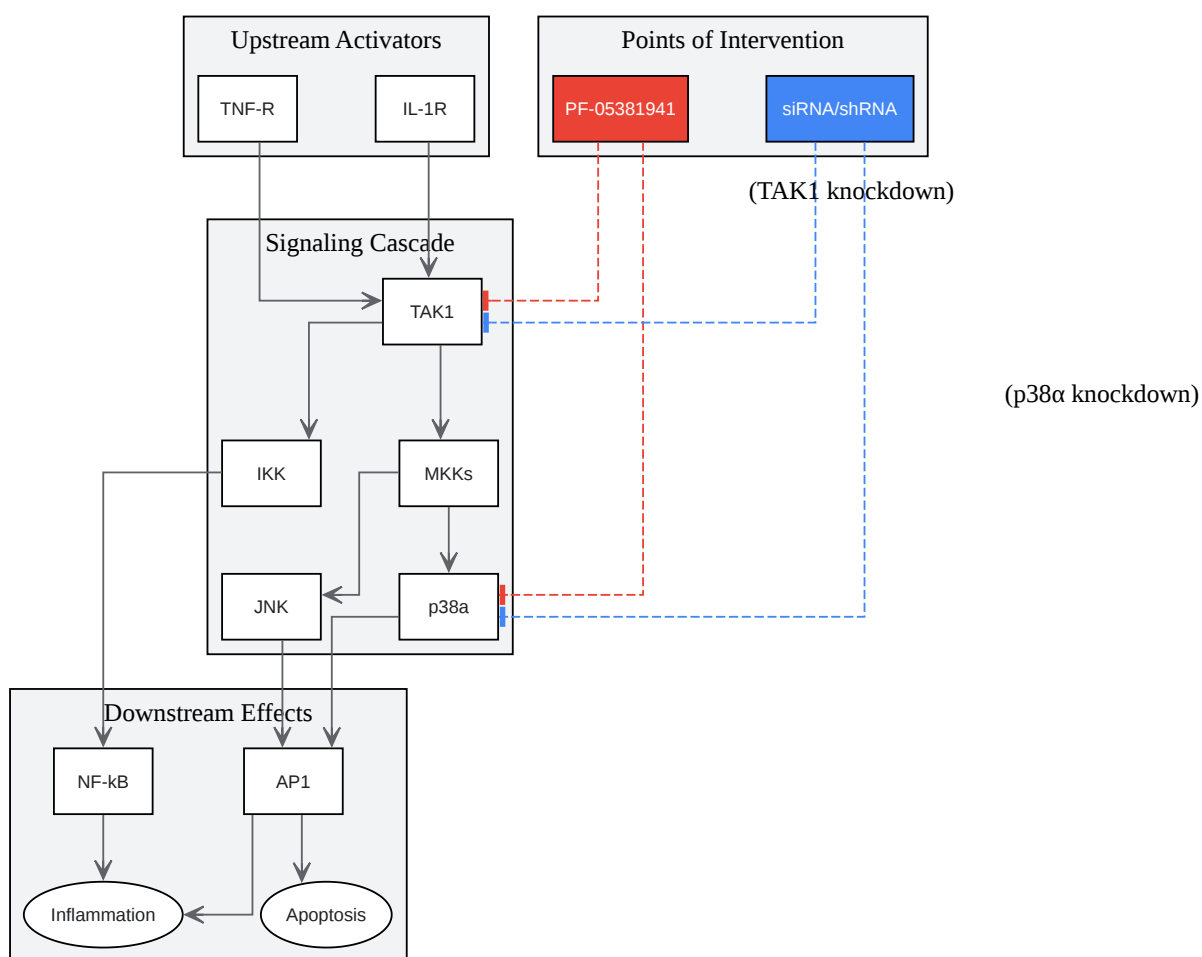 Upstream Activators
Points of Intervention
TNF-R
IL-1R
PF-05381941
siRNA/shRNA
(TAK1 knockdown)
Signaling Cascade
TAK1
(p38α knockdown)
IKK
MKKs
JNK
p38a
Downstream Effects
NF-kB
AP1
Inflammation
Apoptosis